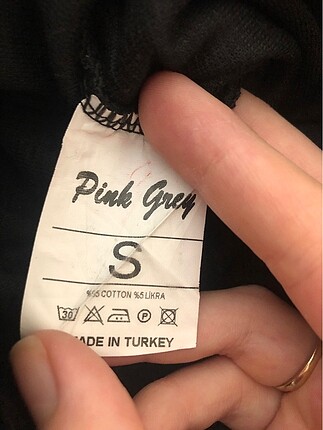 Pink Grey
S
%95 COTTON %5 LİKRA
30 P
MADE IN TURKEY